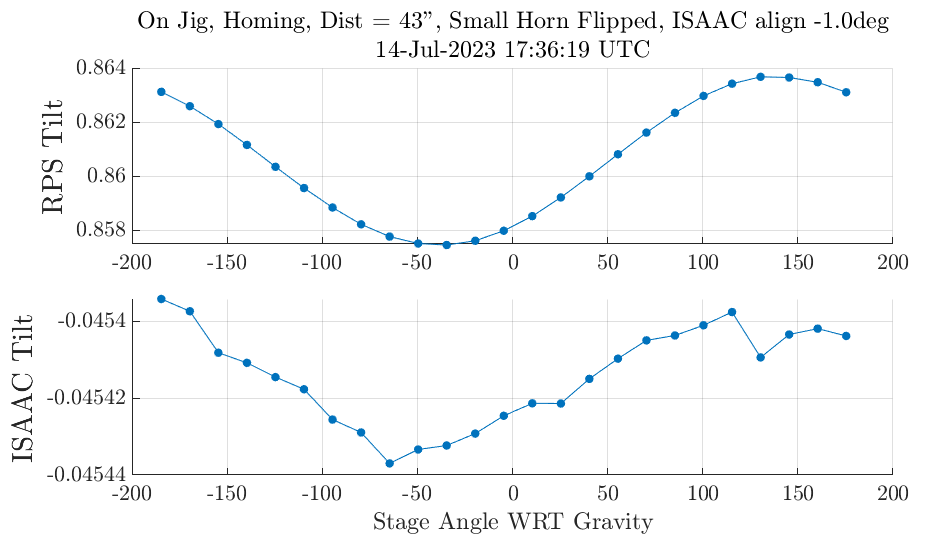 On Jig, Homing, Dist = 43", Small Horn Flipped, ISAAC align -1.0deg
14-Jul-2023 17:36:19 UTC
RPS Tilt
0.864
0.862
0.86
0.858
-200 -150 -100 -50 0 50 100 150 200
ISAAC Tilt
-0.0454
-0.04542
-0.04544
-200 -150 -100 -50 0 50 100 150 200
Stage Angle WRT Gravity